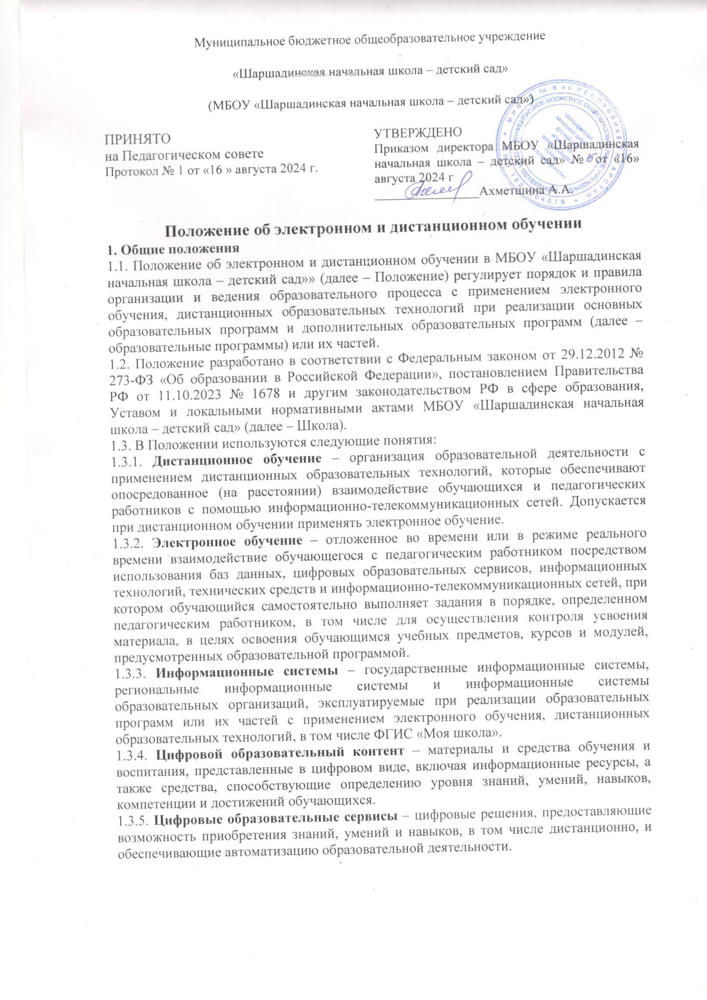 Муниципальное бюджетное общеобразовательное учреждение
«Шаршадинская начальная школа – детский сад»
(МБОУ «Шаршадинская начальная школа – детский сад»)
ПРИНЯТО
на Педагогическом совете
Протокол № 1 от «16 » августа 2024 г.
УТВЕРЖДЕНО
Приказом директора МБОУ «Шаршадинская
начальная школа – детский сад» № 15 от «16»
августа 2024 г
Ахметшина А.А.
Положение об электронном и дистанционном обучении
1. Общие положения
1.1. Положение об электронном и дистанционном обучении в МБОУ «Шаршадинская
начальная школа – детский сад»» (далее – Положение) регулирует порядок и правила
организации и ведения образовательного процесса с применением электронного
обучения, дистанционных образовательных технологий при реализации основных
образовательных программ и дополнительных образовательных программ (далее –
образовательные программы) или их частей.
1.2. Положение разработано в соответствии с Федеральным законом от 29.12.2012 №
273-ФЗ «Об образовании в Российской Федерации», постановлением Правительства
РФ от 11.10.2023 № 1678 и другим законодательством РФ в сфере образования,
Уставом и локальными нормативными актами МБОУ «Шаршадинская начальная
школа – детский сад» (далее – Школа).
1.3. В Положении используются следующие понятия:
1.3.1. Дистанционное обучение – организация образовательной деятельности с
применением дистанционных образовательных технологий, которые обеспечивают
опосредованное (на расстоянии) взаимодействие обучающихся и педагогических
работников с помощью информационно-телекоммуникационных сетей. Допускается
при дистанционном обучении применять электронное обучение.
1.3.2. Электронное обучение – отложенное во времени или в режиме реального
времени взаимодействие обучающегося с педагогическим работником посредством
использования баз данных, цифровых образовательных сервисов, информационных
технологий, технических средств и информационно-телекоммуникационных сетей, при
котором обучающийся самостоятельно выполняет задания в порядке, определенном
педагогическим работником, в том числе для осуществления контроля усвоения
материала, в целях освоения обучающимся учебных предметов, курсов и модулей,
предусмотренных образовательной программой.
1.3.3. Информационные системы – государственные информационные системы,
региональные информационные системы и информационные системы
образовательных организаций, эксплуатируемые при реализации образовательных
программ или их частей с применением электронного обучения, дистанционных
образовательных технологий, в том числе ФГИС «Моя школа».
1.3.4. Цифровой образовательный контент – материалы и средства обучения и
воспитания, представленные в цифровом виде, включая информационные ресурсы, а
также средства, способствующие определению уровня знаний, умений, навыков,
компетенции и достижений обучающихся.
1.3.5. Цифровые образовательные сервисы – цифровые решения, предоставляющие
возможность приобретения знаний, умений и навыков, в том числе дистанционно, и
обеспечивающие автоматизацию образовательной деятельности.